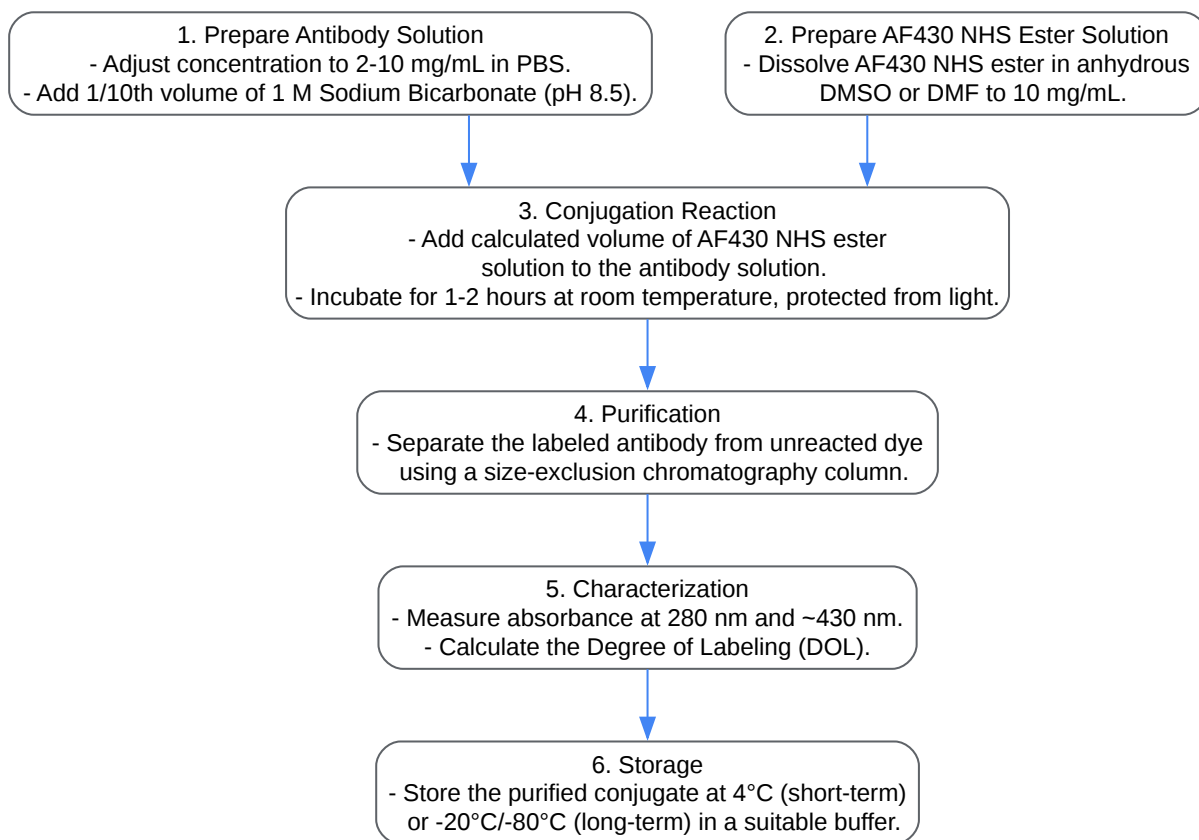 1. Prepare Antibody Solution
- Adjust concentration to 2-10 mg/mL in PBS.
- Add 1/10th volume of 1 M Sodium Bicarbonate (pH 8.5).
2. Prepare AF430 NHS Ester Solution
- Dissolve AF430 NHS ester in anhydrous
DMSO or DMF to 10 mg/mL.
3. Conjugation Reaction
- Add calculated volume of AF430 NHS ester
solution to the antibody solution.
- Incubate for 1-2 hours at room temperature, protected from light.
4. Purification
- Separate the labeled antibody from unreacted dye
using a size-exclusion chromatography column.
5. Characterization
- Measure absorbance at 280 nm and ~430 nm.
- Calculate the Degree of Labeling (DOL).
6. Storage
- Store the purified conjugate at 4°C (short-term)
or -20°C/-80°C (long-term) in a suitable buffer.